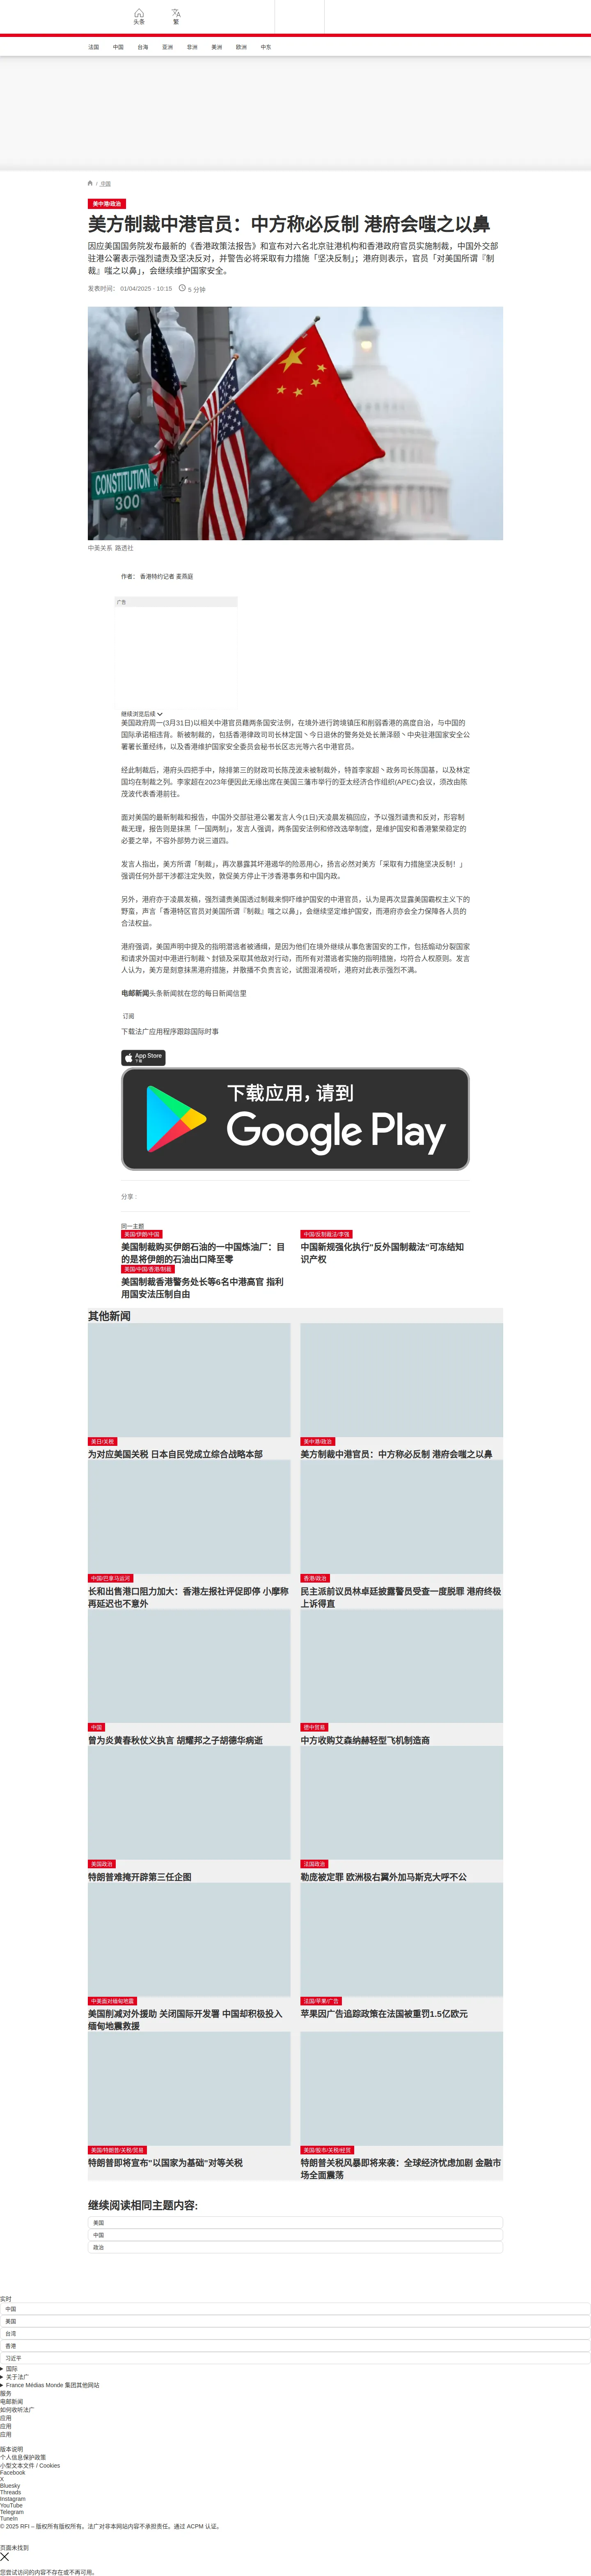 头条
繁
法国 中国 台海 亚洲 非洲 美洲 欧洲 中东
/ 中国
美中港/政治
美方制裁中港官员：中方称必反制 港府会嗤之以鼻
因应美国国务院发布最新的《香港政策法报告》和宣布对六名北京驻港机构和香港政府官员实施制裁，中国外交部
驻港公署表示强烈谴责及坚决反对，并警告必将采取有力措施「坚决反制」；港府则表示，官员「对美国所谓『制
裁』嗤之以鼻」，会继续维护国家安全。
发表时间： 01/04/2025 - 10:15 5 分钟
CONSTITUTION
N
300
中美关系 路透社
作者： 香港特约记者 麦燕庭
广告
继续浏览后续
美国政府周一(3月31日)以相关中港官员藉两条国安法例，在境外进行跨境镇压和削弱香港的高度自治，与中国的
国际承诺相违背。新被制裁的，包括香港律政司司长林定国丶今日退休的警务处处长萧泽颐丶中央驻港国家安全公
署署长董经纬，以及香港维护国家安全委员会秘书长区志光等六名中港官员。
经此制裁后，港府头四把手中，除排第三的财政司长陈茂波未被制裁外，特首李家超丶政务司长陈国基，以及林定
国均在制裁之列。李家超在2023年便因此无缘出席在美国三藩市举行的亚太经济合作组织(APEC)会议，须改由陈
茂波代表香港前往。
面对美国的最新制裁和报告，中国外交部驻港公署发言人今(1日)天凌晨发稿回应，予以强烈谴责和反对，形容制
裁无理，报告则是抹黑「一国两制」。发言人强调，两条国安法例和修改选举制度，是维护国安和香港繁荣稳定的
必要之举，不容外部势力说三道四。
发言人指出，美方所谓「制裁」，再次暴露其坏港遏华的险恶用心，扬言必然对美方「采取有力措施坚决反制！」
强调任何外部干涉都注定失败，敦促美方停止干涉香港事务和中国内政。
另外，港府亦于凌晨发稿，强烈谴责美国透过制裁来恫吓维护国安的中港官员，认为是再次显露美国霸权主义下的
野蛮，声言「香港特区官员对美国所谓『制裁』嗤之以鼻」，会继续坚定维护国安，而港府亦会全力保障各人员的
合法权益。
港府强调，美国声明中提及的指明潜逃者被通缉，是因为他们在境外继续从事危害国安的工作，包括煽动分裂国家
和请求外国对中港进行制裁丶封锁及采取其他敌对行动，而所有对潜逃者实施的指明措施，均符合人权原则。发言
人认为，美方是刻意抹黑港府措施，并散播不负责言论，试图混淆视听，港府对此表示强烈不满。
电邮新闻头条新闻就在您的每日新闻信里
订阅
下载法广应用程序跟踪国际时事
App Store
下载
下载应用，请到
Google Play
分享 :
同一主题
美国/伊朗/中国
美国制裁购买伊朗石油的一中国炼油厂：目
的是将伊朗的石油出口降至零
中国/反制裁法/李强
中国新规强化执行"反外国制裁法"可冻结知
识产权
美国/中国/香港/制裁
美国制裁香港警务处长等6名中港高官 指利
用国安法压制自由
其他新闻
美日/关税
为对应美国关税 日本自民党成立综合战略本部
美中港/政治
美方制裁中港官员：中方称必反制 港府会嗤之以鼻
中国/巴拿马运河
长和出售港口阻力加大：香港左报社评促即停 小摩称
再延迟也不意外
香港/政治
民主派前议员林卓廷披露警员受查一度脱罪 港府终极
上诉得直
中国
曾为炎黄春秋仗义执言 胡耀邦之子胡德华病逝
德中贸易
中方收购艾森纳赫轻型飞机制造商
美国政治
特朗普难掩开辟第三任企图
法国政治
勒庞被定罪 欧洲极右翼外加马斯克大呼不公
中美面对缅甸地震
美国削减对外援助 关闭国际开发署 中国却积极投入
缅甸地震救援
法国/苹果/广告
苹果因广告追踪政策在法国被重罚1.5亿欧元
美国/特朗普/关税/贸易
特朗普即将宣布"以国家为基础"对等关税
美国/股市/关税/经贸
特朗普关税风暴即将来袭：全球经济忧虑加剧 金融市
场全面震荡
继续阅读相同主题内容:
美国
中国
政治
实时
中国
美国
台湾
香港
习近平
国际
关于法广
France Médias Monde 集团其他网站
服务
电邮新闻
如何收听法广
应用
应用
应用
版本说明
个人信息保护政策
小型文本文件 / Cookies
Facebook
X
Bluesky
Threads
Instagram
YouTube
Telegram
TuneIn
© 2025 RFI – 版权所有版权所有。法广对非本网站内容不承担责任。通过 ACPM 认证。
页面未找到
您尝试访问的内容不存在或不再可用。